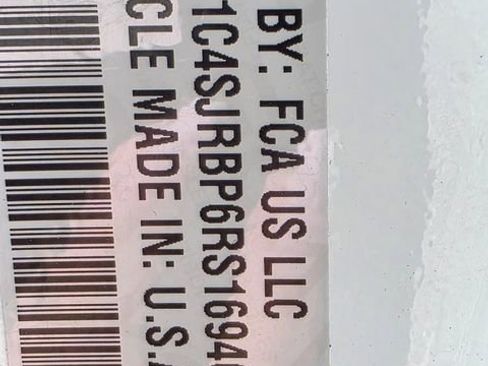 BY: FCA US LLC
1C4SJRBP6RS1694
CLE MADE IN: U.S.A